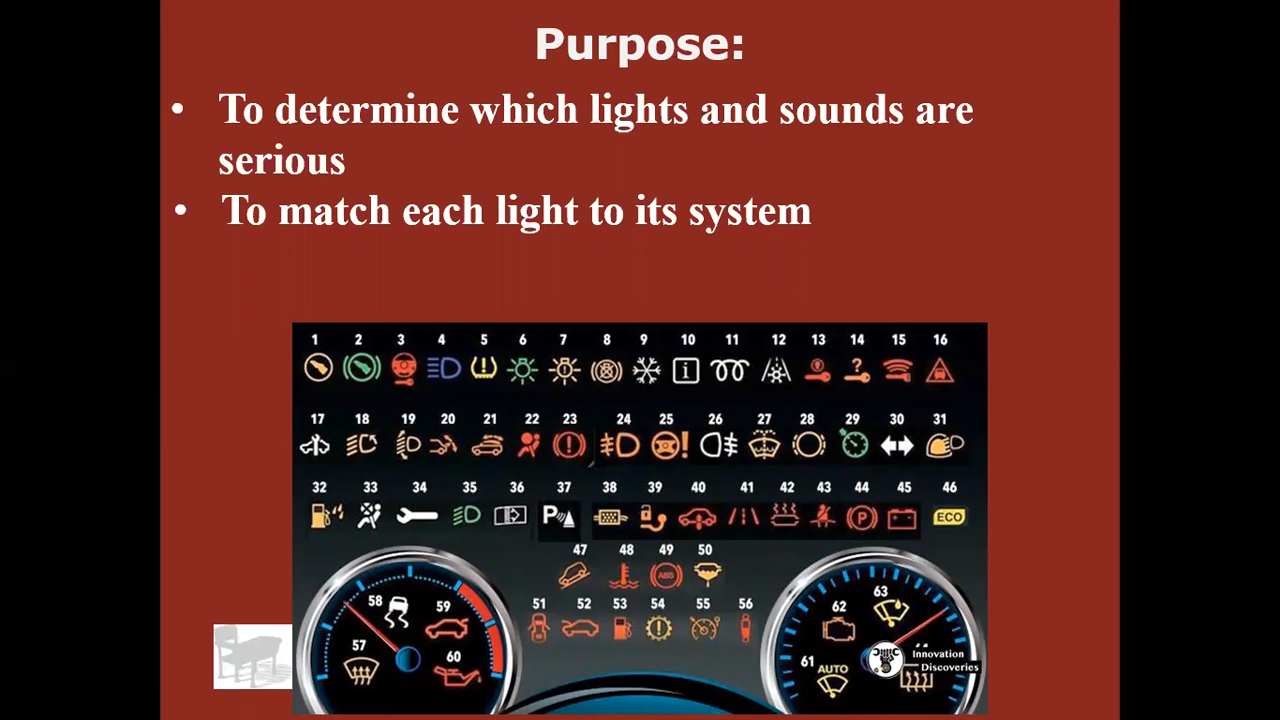 Purpose:
• To determine which lights and sounds are
serious
• To match each light to its system
1 2 3 4 5 6 7 8 9 10 11 12 13 14 15 16
17 18 19 20 21 22 23 24 25 26 27 28 29 30 31
32 33 34 35 36 37 38 39 40 41 42 43 44 45 46
P
P
ECO
47 48 49 50
ABS
51 52 53 54 55 56
58 59
57 60
62 63
61
AUTO
Innovation
Discoveries